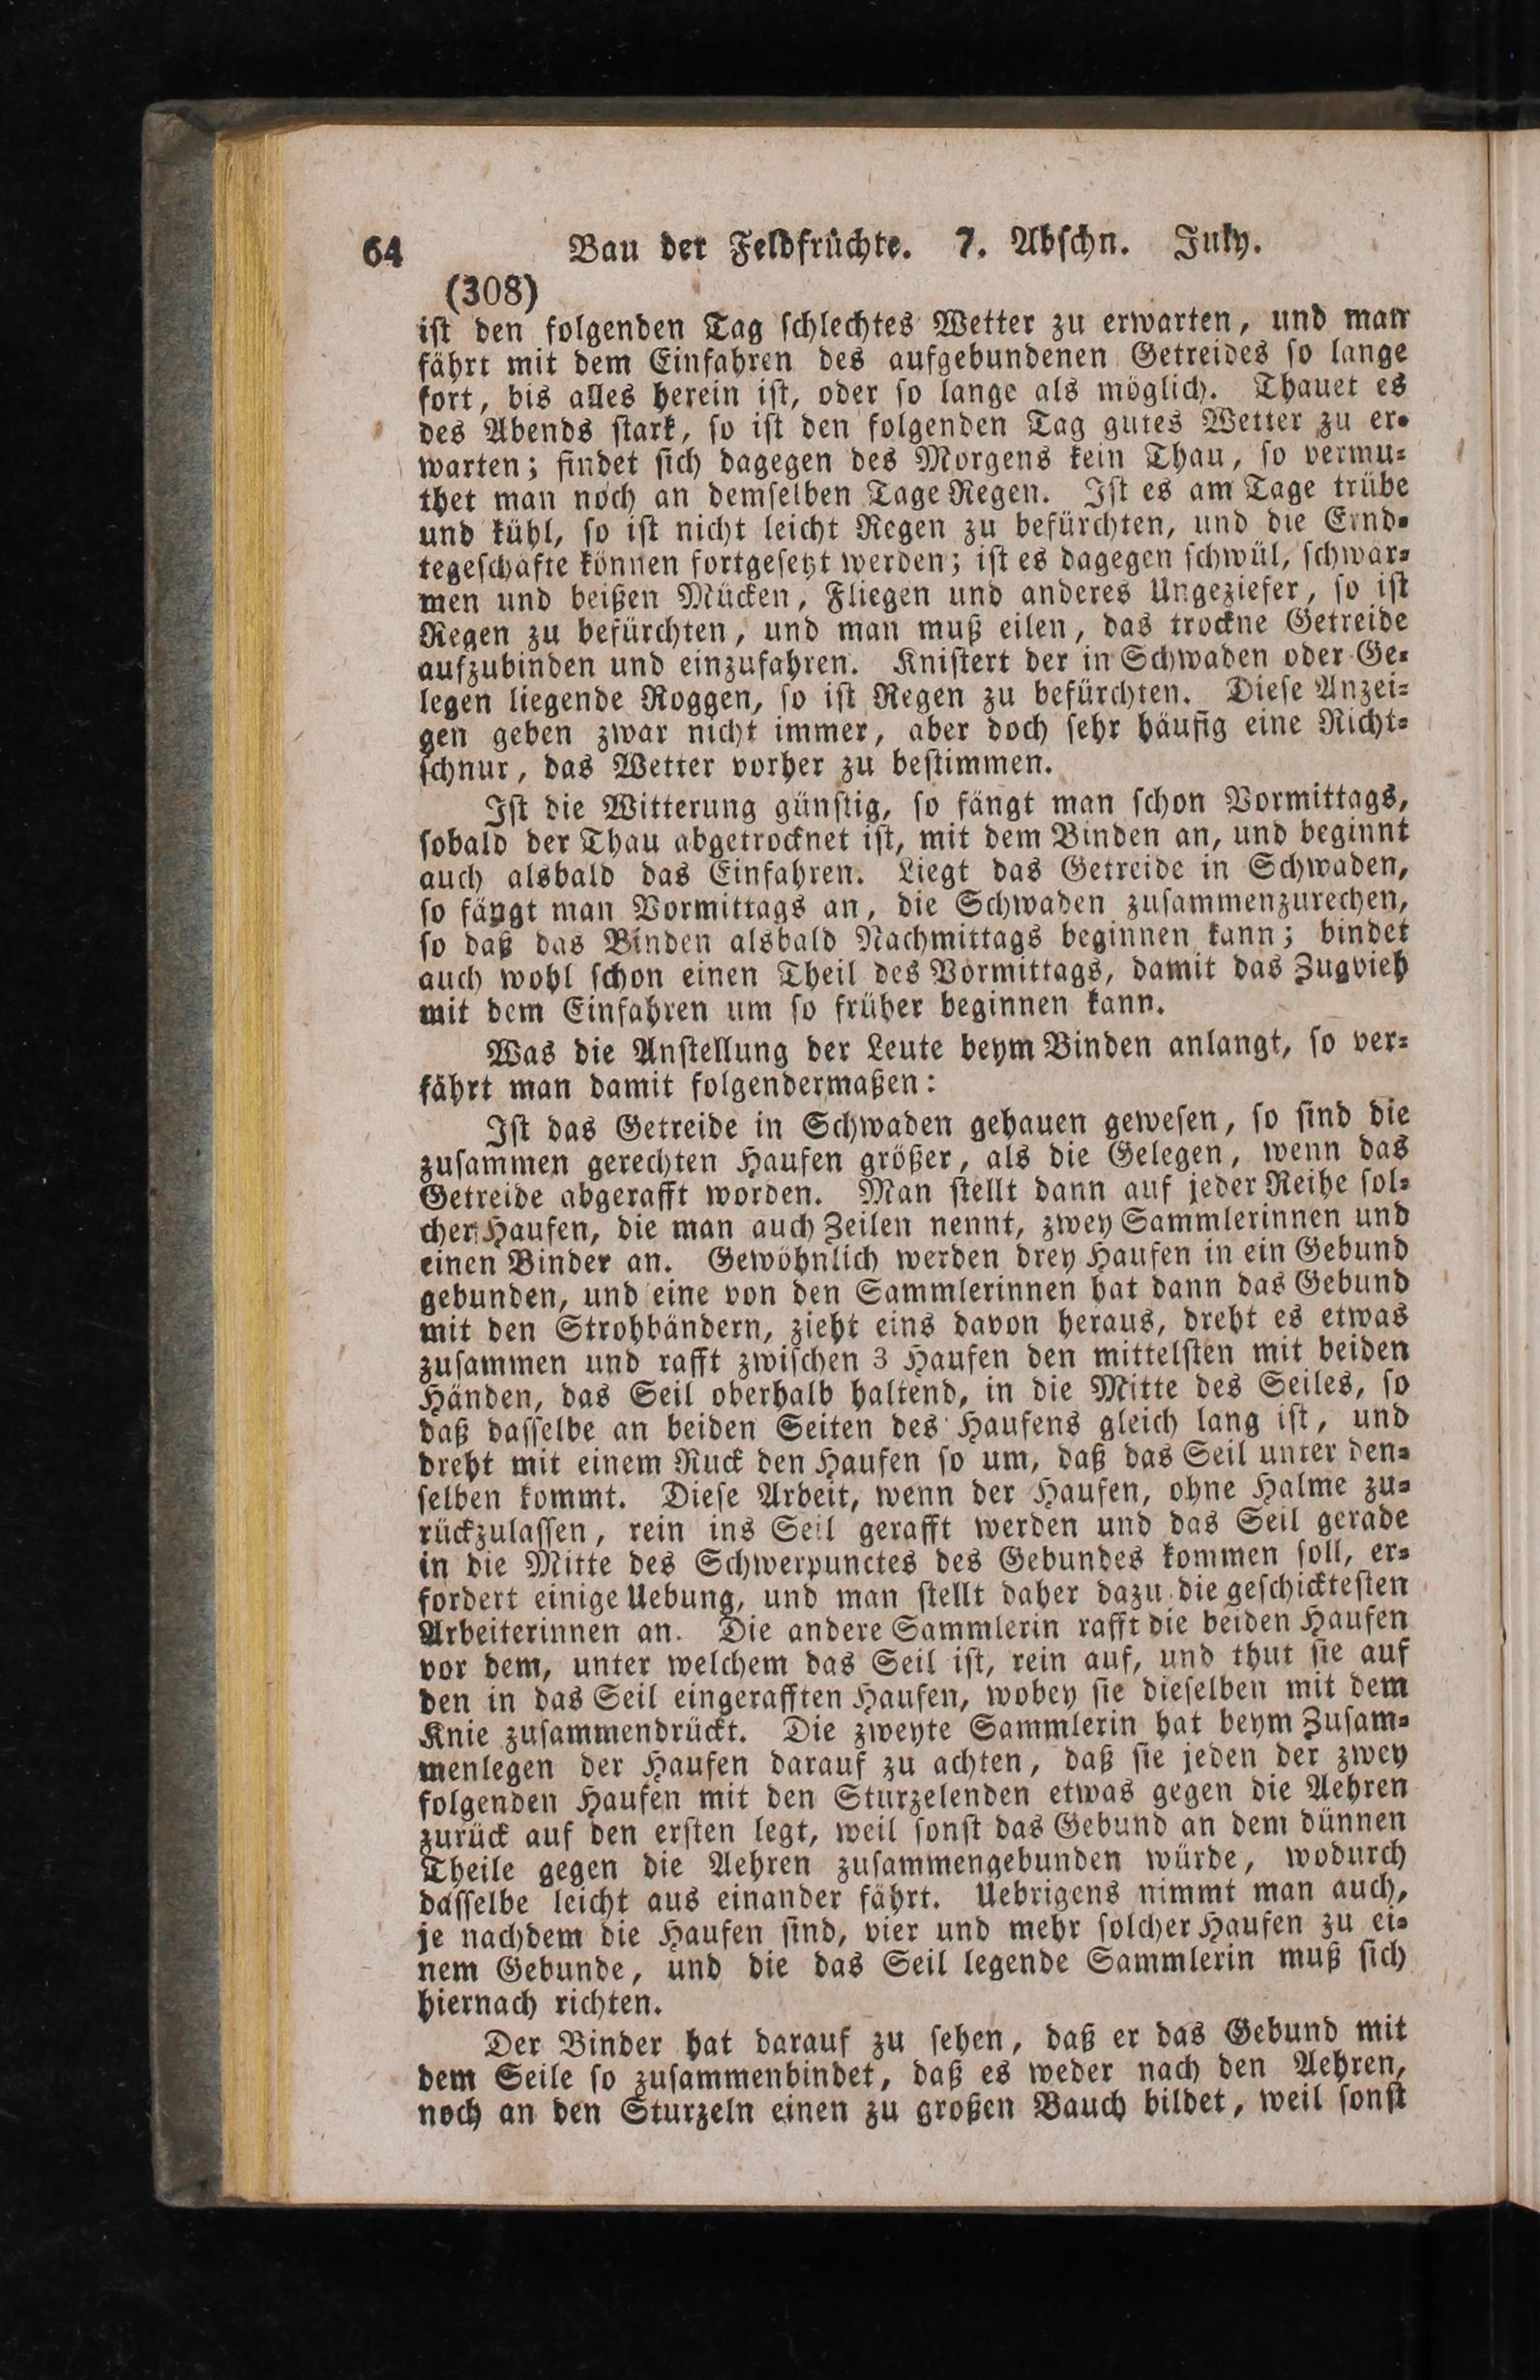 64 Bau der Feldfrüchte. 7. Abschn. July.
(308)
ist den folgenden Tag schlechtes Wetter zu erwarten, und man
fährt mit dem Einfahren des aufgebundenen Getreides so lange
fort, bis alles herein ist, oder so lange als möglich. Thauet es
des Abends stark, so ist den folgenden Tag gutes Wetter zu er-
warten; findet sich dagegen des Morgens kein Thau, so vermu-
thet man noch an demselben Tage Regen. Ist es am Tage trübe
und kühl, so ist nicht leicht Regen zu befürchten, und die Ernd-
tegeschäfte können fortgesetzt werden; ist es dagegen schwül, schwär-
men und beißen Mücken, Fliegen und anderes Ungeziefer, so ist
Regen zu befürchten, und man muß eilen, das trockne Getreide
aufzubinden und einzufahren. Knistert der in Schwaden oder Ge-
legen liegende Roggen, so ist Regen zu befürchten. Diese Anzei-
gen geben zwar nicht immer, aber doch sehr häufig eine Richt-
schnur, das Wetter vorher zu bestimmen.
Ist die Witterung günstig, so fängt man schon Vormittags,
sobald der Thau abgetrocknet ist, mit dem Binden an, und beginnt
auch alsbald das Einfahren. Liegt das Getreide in Schwaden,
so fängt man Vormittags an, die Schwaden zusammenzurechen,
so daß das Binden alsbald Nachmittags beginnen kann; bindet
auch wohl schon einen Theil des Vormittags, damit das Zugvieh
mit dem Einfahren um so früher beginnen kann.
Was die Anstellung der Leute beym Binden anlangt, so ver-
fährt man damit folgendermaßen:
Ist das Getreide in Schwaden gehauen gewesen, so sind die
zusammen gerechten Haufen größer, als die Gelegen, wenn das
Getreide abgerafft worden. Man stellt dann auf jeder Reihe sol-
cher Haufen, die man auch Zeilen nennt, zwey Sammlerinnen und
einen Binder an. Gewöhnlich werden drey Haufen in ein Gebund
gebunden, und eine von den Sammlerinnen hat dann das Gebund
mit den Strohbändern, zieht eins davon heraus, dreht es etwas
zusammen und rafft zwischen 3 Haufen den mittelsten mit beiden
Händen, das Seil oberhalb haltend, in die Mitte des Seiles, so
daß dasselbe an beiden Seiten des Haufens gleich lang ist, und
dreht mit einem Ruck den Haufen so um, daß das Seil unter den-
selben kommt. Diese Arbeit, wenn der Haufen, ohne Halme zu-
rückzulassen, rein ins Seil gerafft werden und das Seil gerade
in die Mitte des Schwerpunctes des Gebundes kommen soll, er-
fordert einige Uebung, und man stellt daher dazu die geschicktesten
Arbeiterinnen an. Die andere Sammlerin rafft die beiden Haufen
vor dem, unter welchem das Seil ist, rein auf, und thut sie auf
den in das Seil eingerafften Haufen, wobey sie dieselben mit dem
Knie zusammendrückt. Die zweyte Sammlerin hat beym Zusam-
menlegen der Haufen darauf zu achten, daß sie jeden der zwey
folgenden Haufen mit den Sturzelenden etwas gegen die Aehren
zurück auf den ersten legt, weil sonst das Gebund an dem dünnen
Theile gegen die Aehren zusammengebunden würde, wodurch
dasselbe leicht aus einander fährt. Uebrigens nimmt man auch,
je nachdem die Haufen sind, vier und mehr solcher Haufen zu ei-
nem Gebunde, und die das Seil legende Sammlerin muß sich
hiernach richten.
Der Binder hat darauf zu sehen, daß er das Gebund mit
dem Seile so zusammenbindet, daß es weder nach den Aehren,
noch an den Sturzeln einen zu großen Bauch bildet, weil sonst